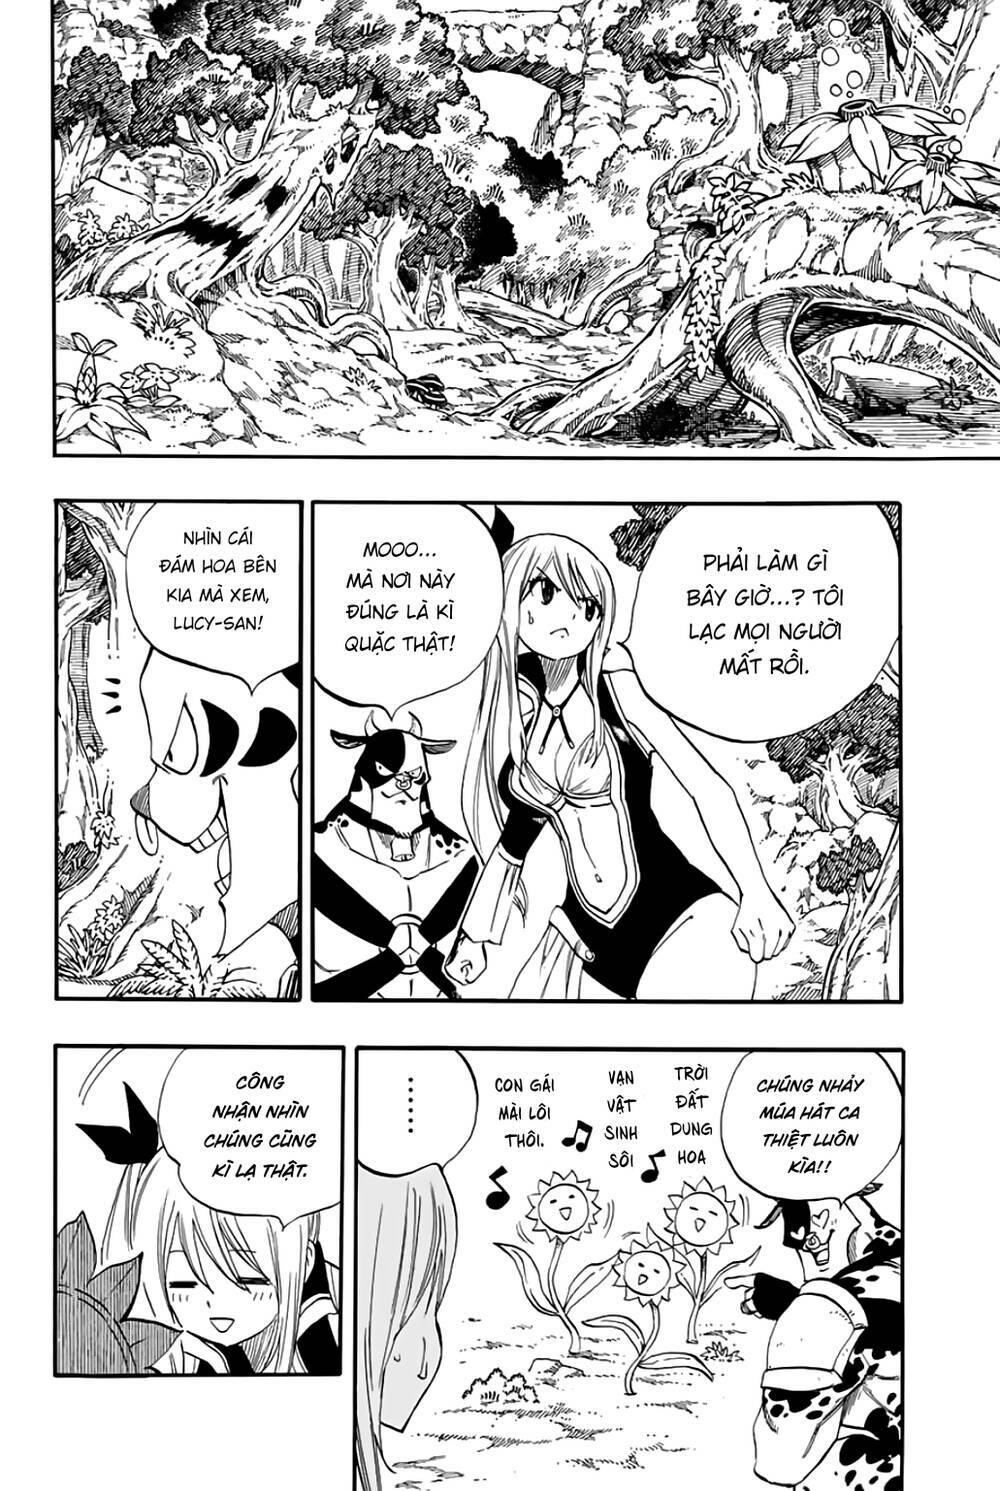 PHẢI LÀM GÌ
BÂY GIỜ...? TÔI
LẠC MỌI NGƯỜI
MẤT RỒI.
MOOO...
MÀ NƠI NÀY
ĐÚNG LÀ KÌ
QUẶC THẬT!
NHÌN CÁI
ĐÁM HOA BÊN
KIA MÀ XEM,
LUCY-SAN!
CHÚNG NHẢY
MÚA HÁT CA
THIỆT LUÔN
KÌA!!
TRỜI
ĐẤT
DUNG
HOA
VẠN
VẬT
SINH
SÔI
CON GÁI
MÀI LÔI
THÔI.
......
CÔNG
NHẬN NHÌN
CHÚNG CŨNG
KÌ LẠ THẬT.